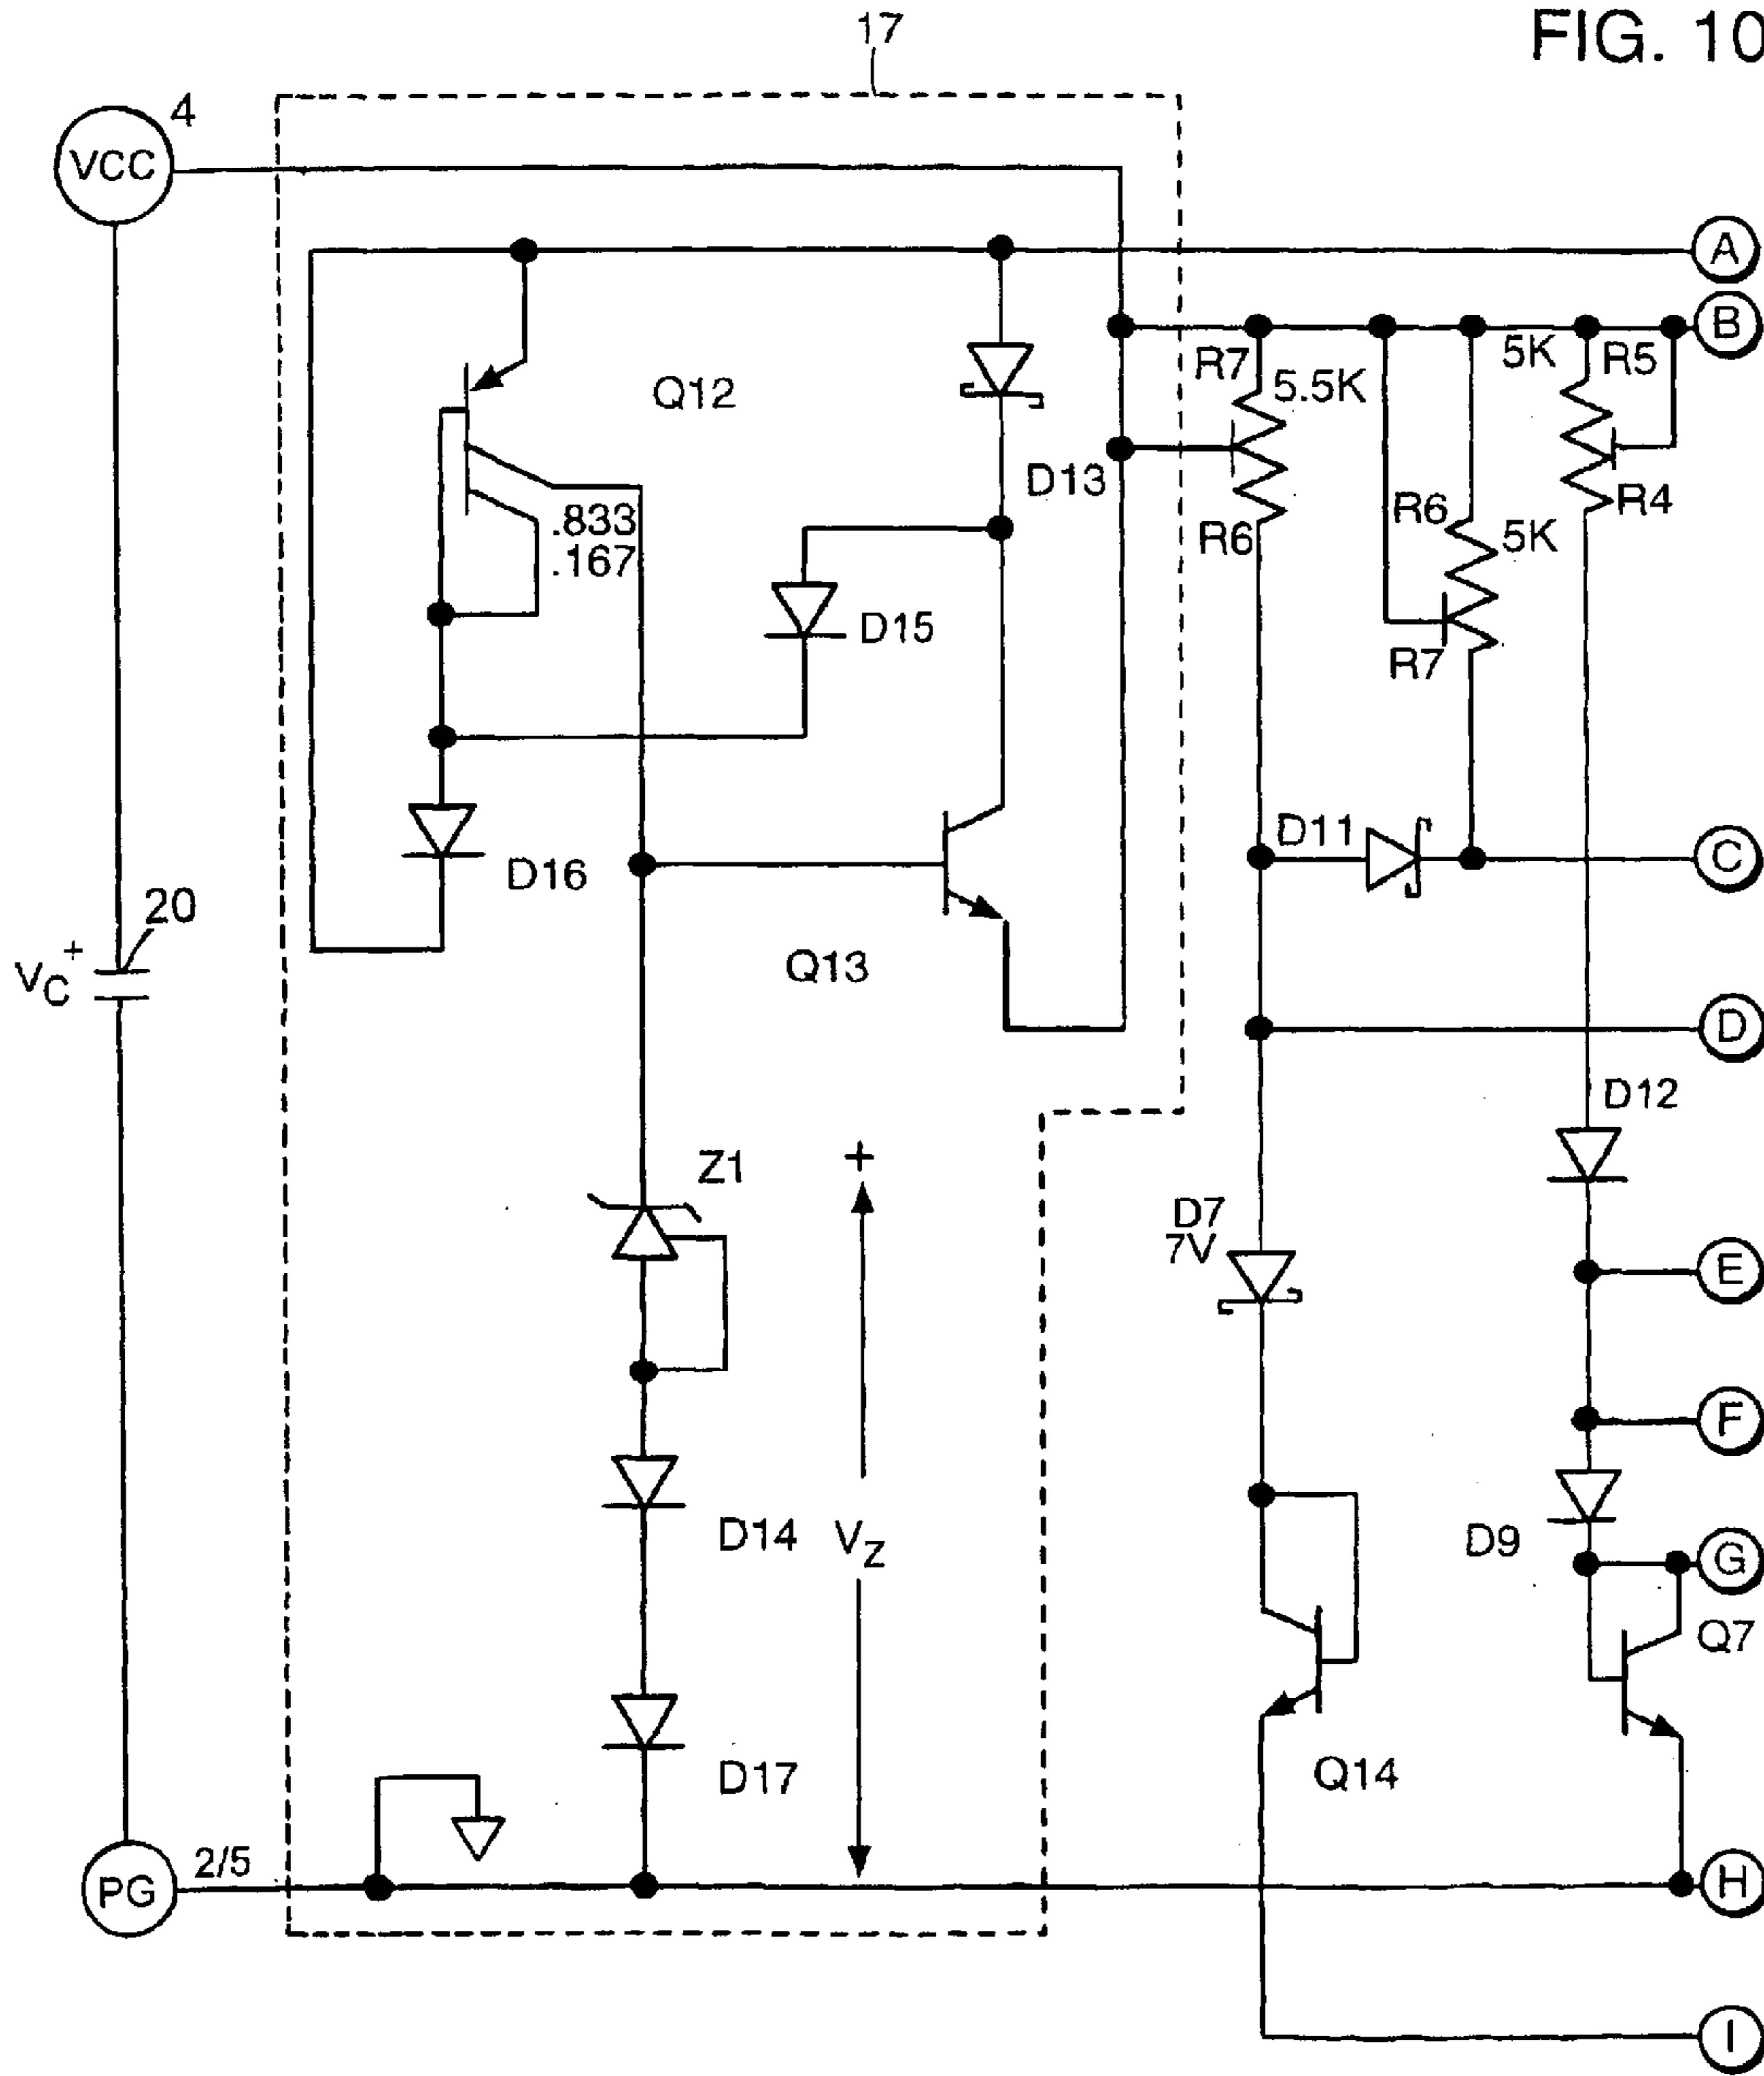 FIG. 10
17
4
VCC
A
B
Q12
R7
5.5K
5K
R5
D13
.833
.167
R6
R6
5K
R4
D15
R7
D16
D11
C
20
+
VC
Q13
D
D12
Z1
+
D7
7V
E
F
D14
VZ
D9
G
Q7
D17
Q14
2/5
PG
H
I